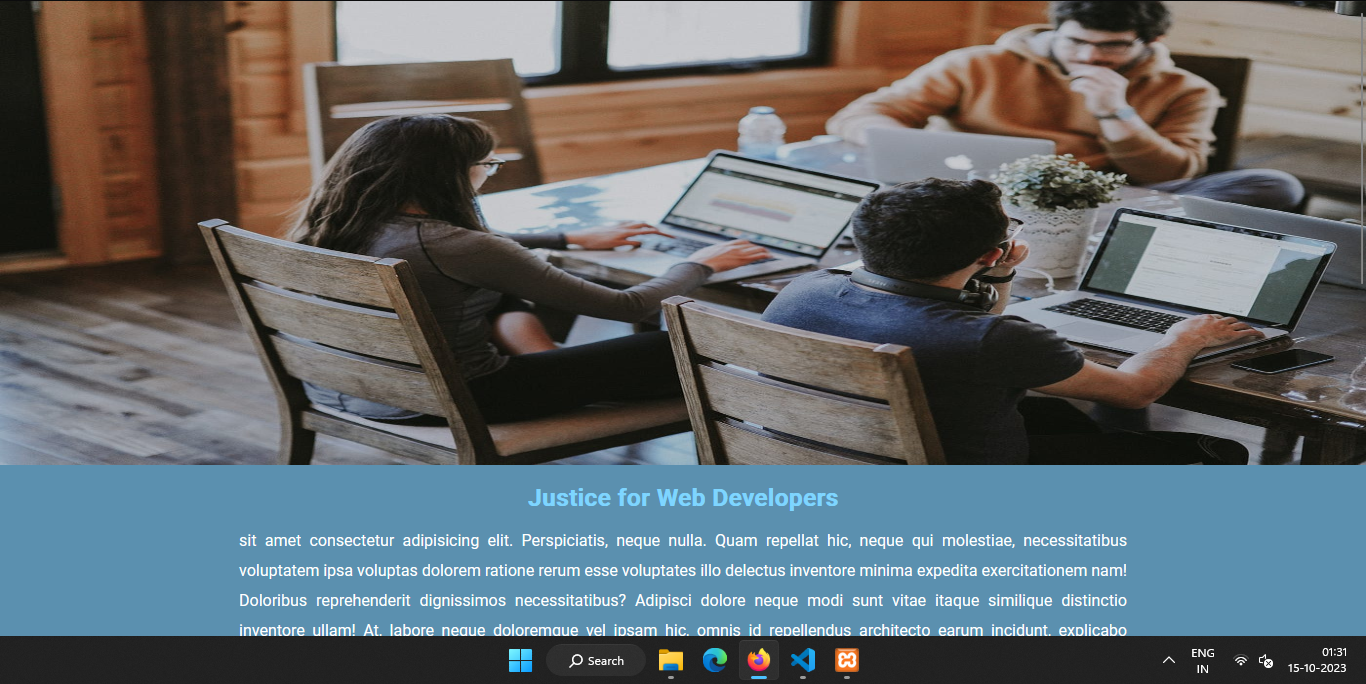 Justice for Web Developers
sit amet consectetur adipisicing elit. Perspiciatis, neque nulla. Quam repellat hic, neque qui molestiae, necessitatibus
voluptatem ipsa voluptas dolorem ratione rerum esse voluptates illo delectus inventore minima expedita exercitationem nam!
Doloribus reprehenderit dignissimos necessitatibus? Adipisci dolore neque modi sunt vitae itaque similique distinctio
inventore ullam! At, labore neque doloremque vel ipsam hic, omnis id repellendus architecto earum incidunt, explicabo
Search
ENG
IN
01:31
15-10-2023